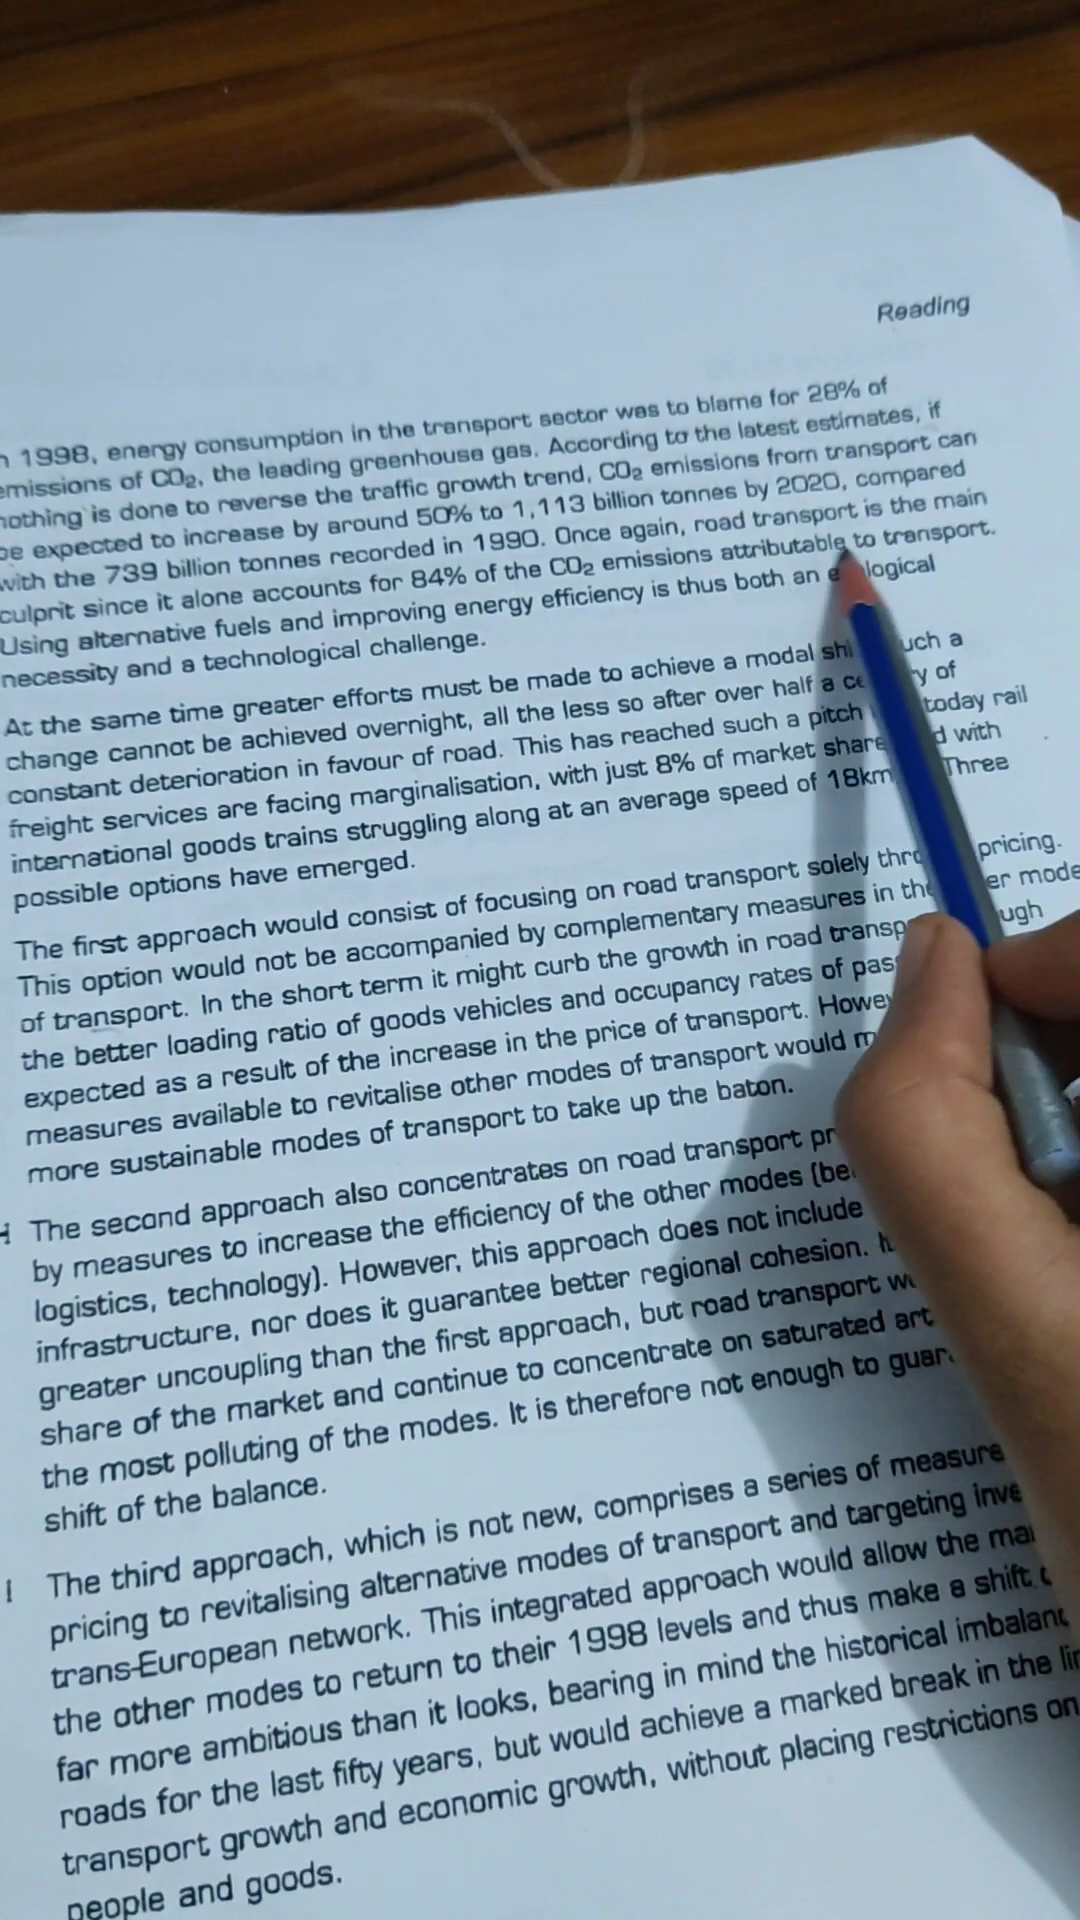 Reading
1998, energy consumption in the transport sector was to blame for 28% of
emissions of CO₂, the leading greenhouse gas. According to the latest estimates, if
nothing is done to reverse the traffic growth trend, CO₂ emissions from transport can
be expected to increase by around 50% to 1,113 billion tonnes by 2020, compared
with the 739 billion tonnes recorded in 1990. Once again, road transport is the main
culprit since it alone accounts for 84% of the CO₂ emissions attributable to transport.
Using alternative fuels and improving energy efficiency is thus both an
necessity and a technological challenge.
At the same time greater efforts must be made to achieve a modal a
change cannot be achieved overnight, all the less so after over half a of
constant deterioration in favour of road. This has reached such a pitch today rail
freight services are facing marginalisation, with just 8% of market share with
international goods trains struggling along at an average speed of Three
possible options have emerged.
The first approach would consist of focusing on road transport solely pricing.
This option would not be accompanied by complementary measures in
of transport. In the short term it might curb the growth in road
the better loading ratio of goods vehicles and occupancy rates of
expected as a result of the increase in the price of transport.
measures available to revitalise other modes of transport would
more sustainable modes of transport to take up the baton.
The second approach also concentrates on road transport
by measures to increase the efficiency of the other modes
logistics, technology). However, this approach does not include
infrastructure, nor does it guarantee better regional cohesion.
greater uncoupling than the first approach, but road transport
share of the market and continue to concentrate on saturated
the most polluting of the modes. It is therefore not enough to
shift of the balance.
I The third approach, which is not new, comprises a series of
pricing to revitalising alternative modes of transport and targeting
trans-European network. This integrated approach would allow the
the other modes to return to their 1998 levels and thus make a shift
far more ambitious than it looks, bearing in mind the historical
roads for the last fifty years, but would achieve a marked break in the
transport growth and economic growth, without placing restrictions on
people and goods.